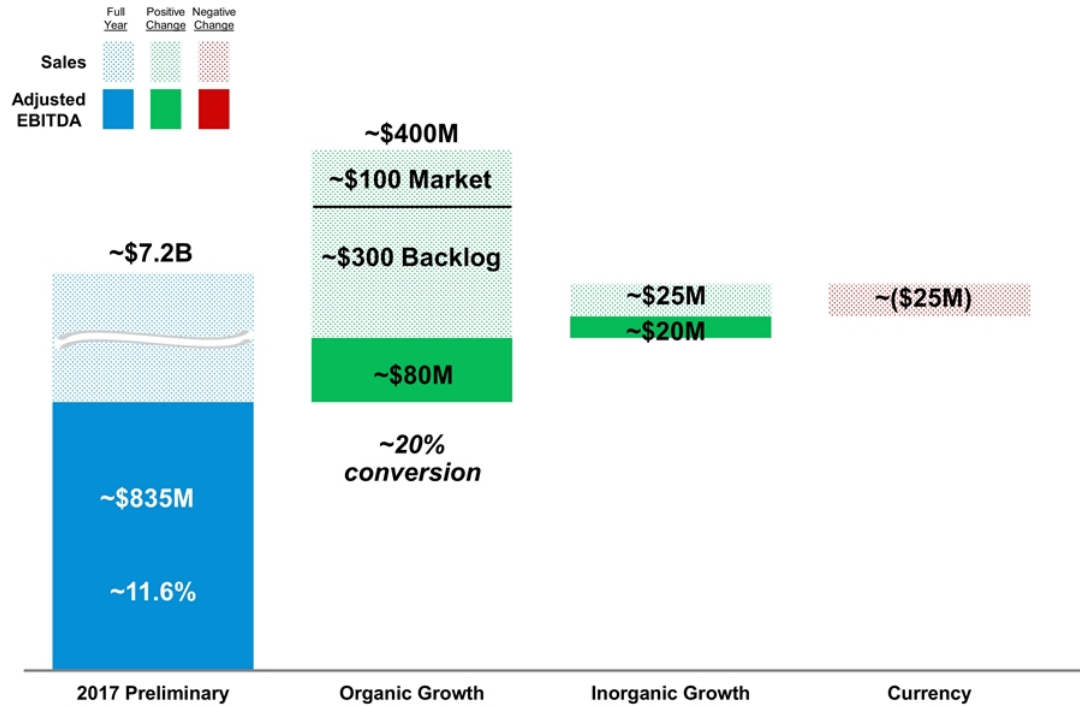 Full Positive Negative
Year Change Change
Sales
Adjusted
EBITDA
~$400M
~$100 Market
~$7.2B
~$300 Backlog
~$25M
~($25M)
~$20M
~$80M
~20%
conversion
~$835M
~11.6%
2017 Preliminary Organic Growth Inorganic Growth Currency